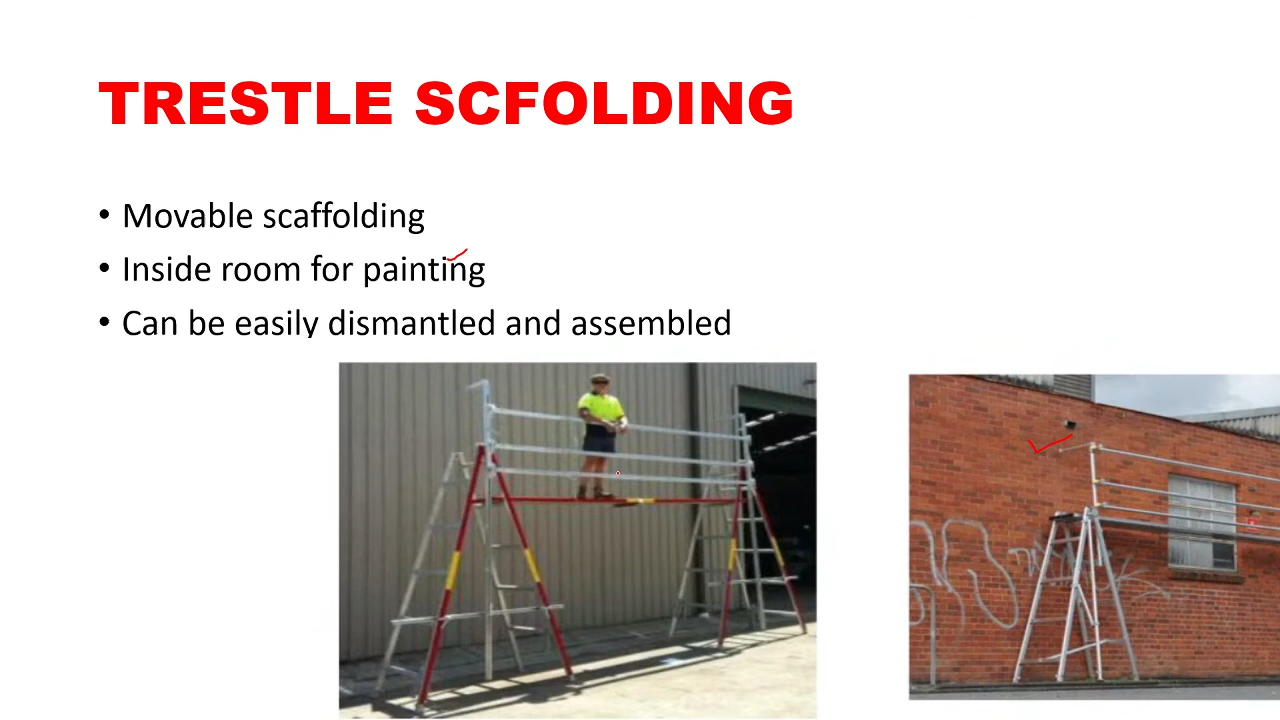 TRESTLE SCFOLDING
• Movable scaffolding
• Inside room for painting
• Can be easily dismantled and assembled